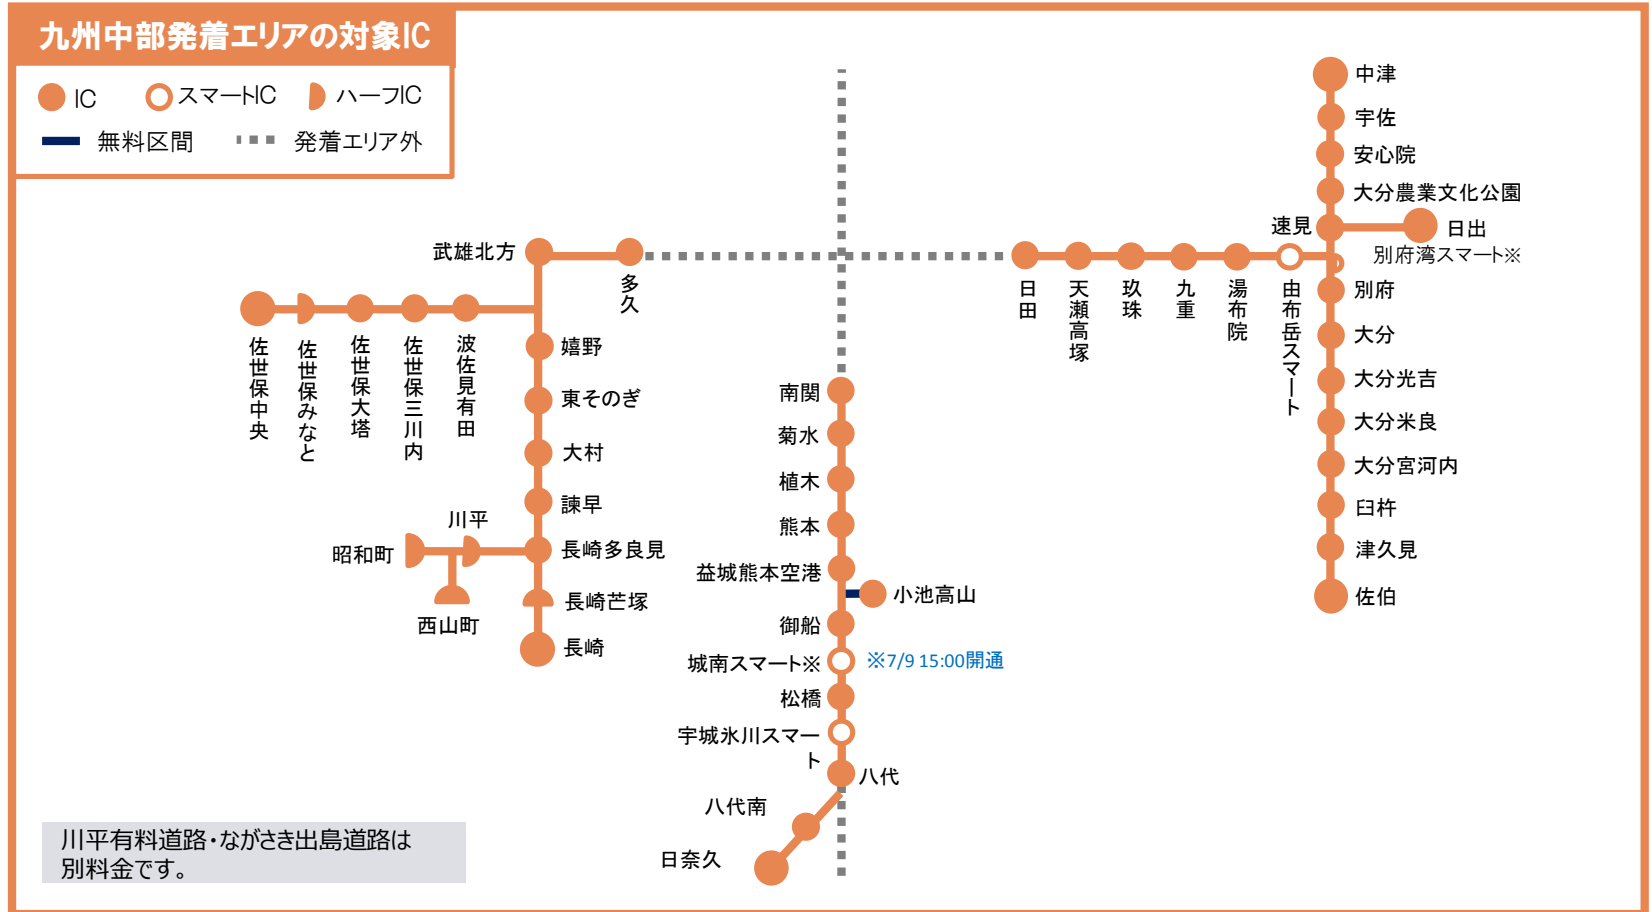 九州中部発着エリアの対象IC
IC
スマートIC
ハーフIC
無料区間
発着エリア外
武雄北方
多久
佐世保中央
佐世保みなと
佐世保大塔
佐世保三川内
波佐見有田
嬉野
東そのぎ
大村
諫早
川平
昭和町
長崎多良見
西山町
長崎芒塚
長崎
南関
菊水
植木
熊本
益城熊本空港
小池高山
御船
城南スマート※
※7/9 15:00開通
松橋
宇城氷川スマー
ト
八代
八代南
日奈久
中津
宇佐
安心院
大分農業文化公園
速見
日出
別府湾スマート※
日田
天瀬高塚
玖珠
九重
湯布院
由布岳スマート
別府
大分
大分光吉
大分米良
大分宮河内
臼杵
津久見
佐伯
川平有料道路・ながさき出島道路は
別料金です。